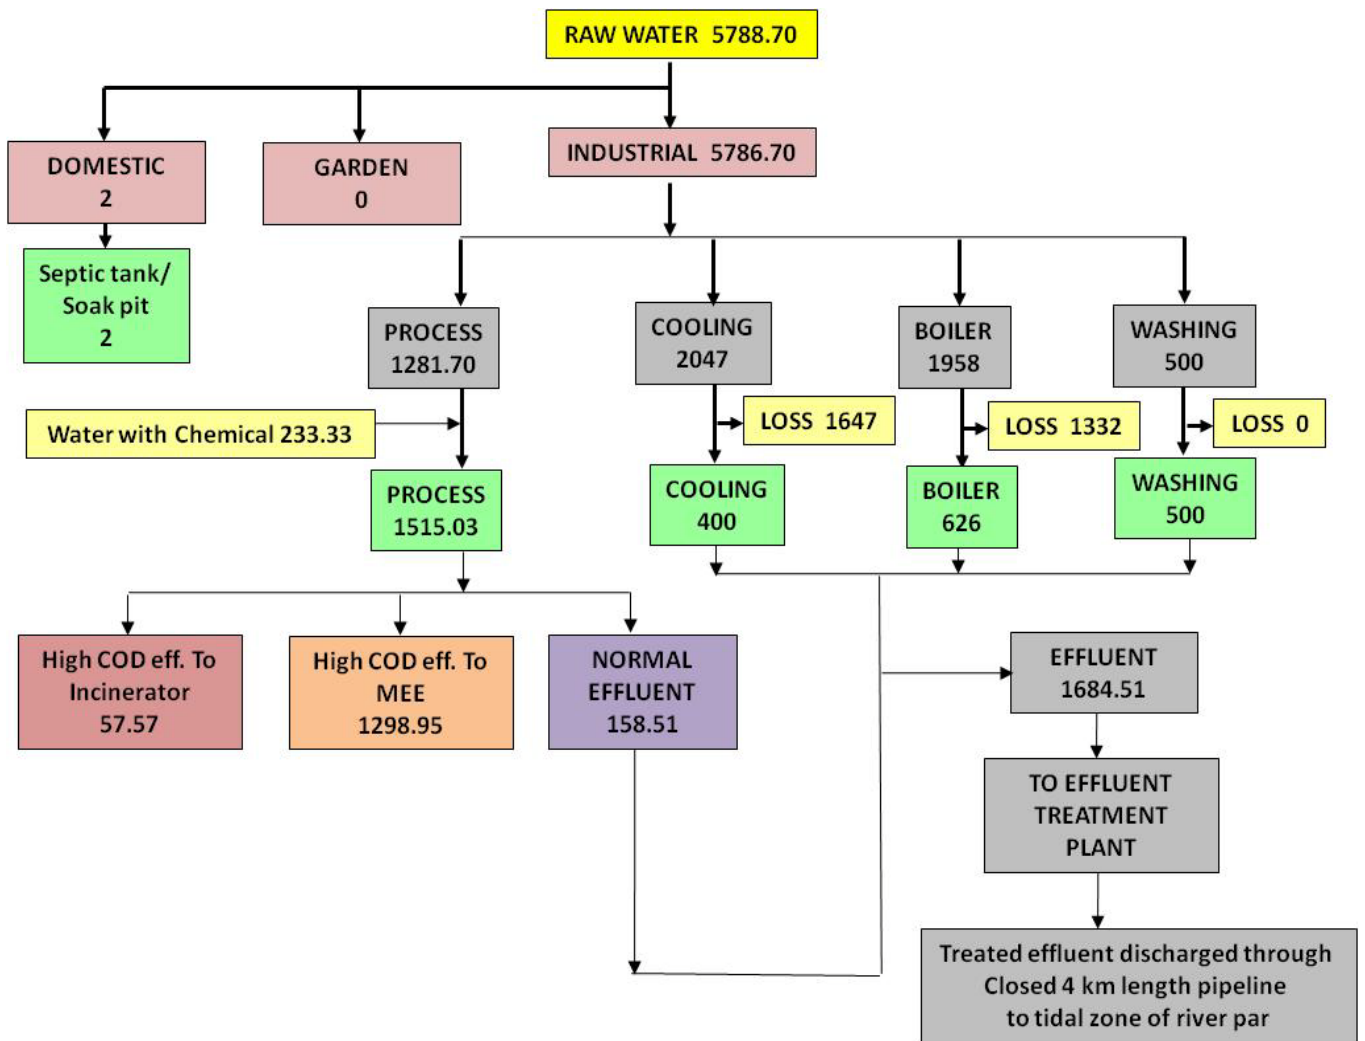 RAW WATER 5788.70
DOMESTIC
2
GARDEN
0
INDUSTRIAL 5786.70
Septic tank/
Soak pit
2
PROCESS
1281.70
COOLING
2047
BOILER
1958
WASHING
500
Water with Chemical 233.33
LOSS 1647
LOSS 1332
LOSS 0
PROCESS
1515.03
COOLING
400
BOILER
626
WASHING
500
High COD eff. To
Incinerator
57.57
High COD eff. To
MEE
1298.95
NORMAL
EFFLUENT
158.51
EFFLUENT
1684.51
TO EFFLUENT
TREATMENT
PLANT
Treated effluent discharged through
Closed 4 km length pipeline
to tidal zone of river par